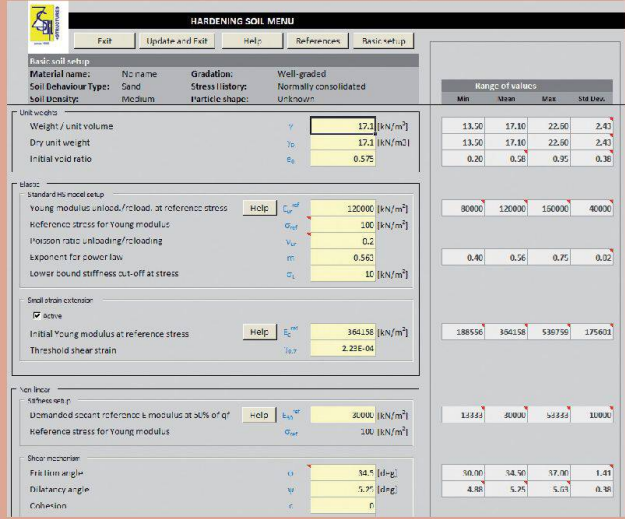 HARDENING SOIL MENU
Exit Update and Exit Help References Basic setup
Basic soil setup
Material name: No name Gradation: Well-graded
Soil Behaviour Type: Sand Stress History: Normally consolidated
Soil Density: Medium Particle shape: Unknown
Range of values
Min Mean Max Std Dev.
Unit weights
Weight / unit volume γ 17.1 [kN/m³] 13.50 17.10 22.60 2.43
Dry unit weight γD 17.1 [kN/m3] 13.50 17.10 22.60 2.43
Initial void ratio e0 0.575 0.20 0.58 0.95 0.38
Elastic
Standard HS model setup
Young modulus unload./reload. at reference stress Help Eur ref 120000 [kN/m²] 80000 120000 160000 40000
Reference stress for Young modulus σref 100 [kN/m²]
Poisson ratio unloading/reloading νur 0.2
Exponent for power law m 0.563 0.40 0.56 0.75 0.02
Lower bound stiffness cut-off at stress σL 10 [kN/m²]
Small strain extension
Active
Initial Young modulus at reference stress Help E0 ref 364158 [kN/m²] 188556 364158 539759 175601
Threshold shear strain γ0.7 2.23E-04
Non linear
Stiffness setup
Demanded secant reference E modulus at 50% of qf Help E50 ref 30000 [kN/m²] 13333 30000 53333 10000
Reference stress for Young modulus σref 100 [kN/m²]
Shear mechanism
Friction angle 34.5 [deg] 30.00 34.50 37.00 1.41
Dilatancy angle ψ 5.25 [deg] 4.88 5.25 5.63 0.38
Cohesion c 0